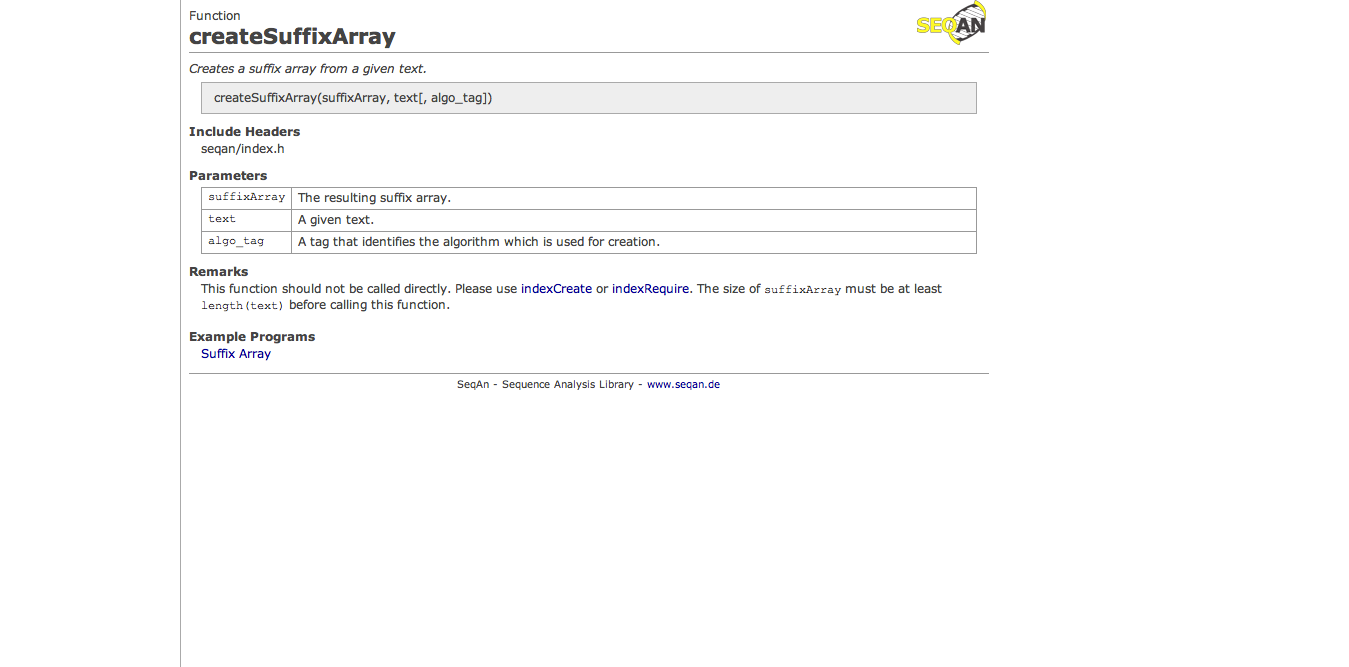 Function
SEQAN
createSuffixArray
Creates a suffix array from a given text.
createSuffixArray(suffixArray, text[, algo_tag])
Include Headers
seqan/index.h
Parameters
suffixArray The resulting suffix array.
text A given text.
algo_tag A tag that identifies the algorithm which is used for creation.
Remarks
This function should not be called directly. Please use indexCreate or indexRequire. The size of suffixArray must be at least
length(text) before calling this function.
Example Programs
Suffix Array
SeqAn - Sequence Analysis Library - www.seqan.de